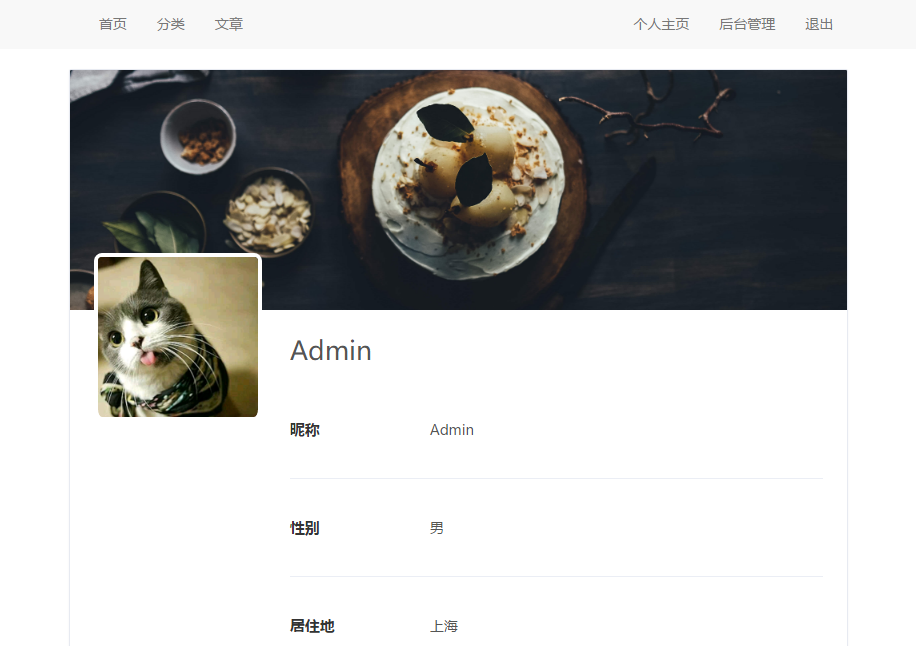 首页 分类 文章 个人主页 后台管理 退出
Admin
昵称 Admin
性别 男
居住地 上海